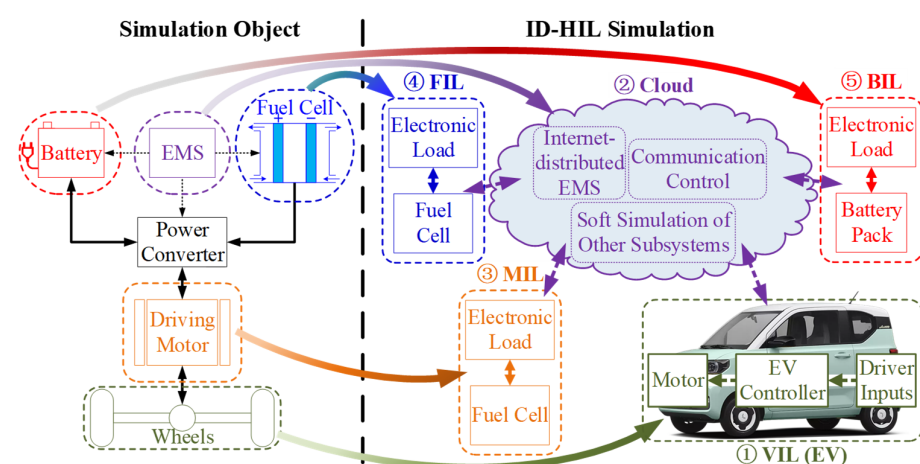 Simulation Object
ID-HIL Simulation
Battery
EMS
Fuel Cell
+ −
Power
Converter
Driving
Motor
Wheels
④ FIL
Electronic
Load
Fuel
Cell
② Cloud
Internet-
distributed
EMS
Communication
Control
Soft Simulation of
Other Subsystems
⑤ BIL
Electronic
Load
Battery
Pack
③ MIL
Electronic
Load
Fuel Cell
Motor
EV
Controller
Driver
Inputs
① VIL (EV)